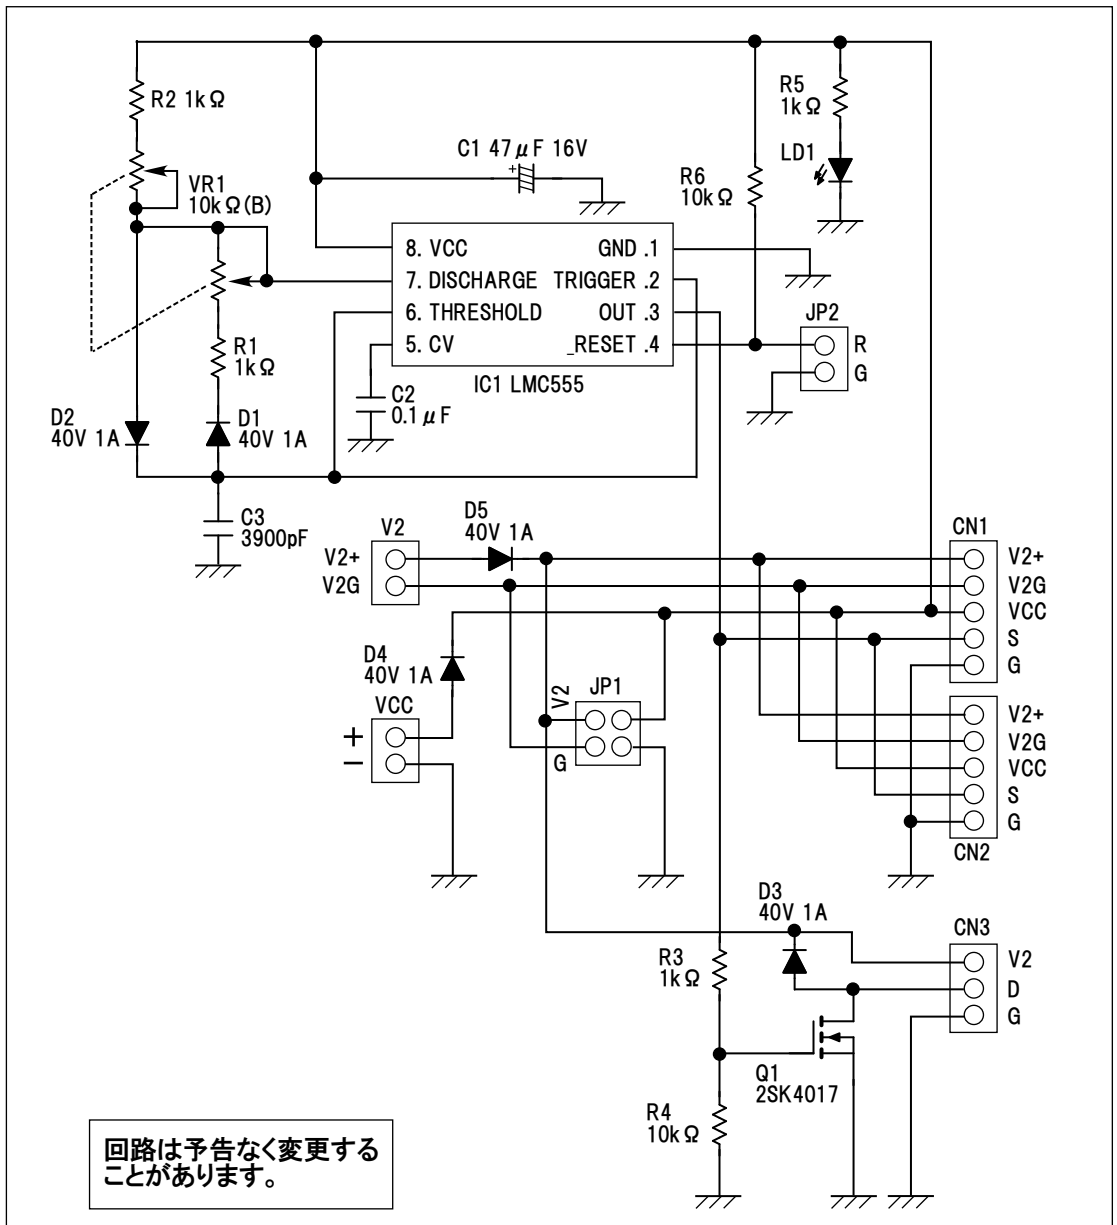 R2 1kΩ
VR1
10kΩ(B)
C1 47μF 16V
R5
1kΩ
LD1
R6
10kΩ
8. VCC
GND .1
7. DISCHARGE
TRIGGER .2
6. THRESHOLD
OUT .3
5. CV
_RESET .4
IC1 LMC555
JP2
R
G
R1
1kΩ
C2
0.1μF
D2
40V 1A
D1
40V 1A
C3
3900pF
V2
V2+
V2G
D5
40V 1A
CN1
V2+
V2G
VCC
S
G
D4
40V 1A
VCC
+
−
V2
JP1
G
V2+
V2G
VCC
S
G
CN2
D3
40V 1A
CN3
V2
D
G
R3
1kΩ
Q1
2SK4017
R4
10kΩ
回路は予告なく変更する
ことがあります。